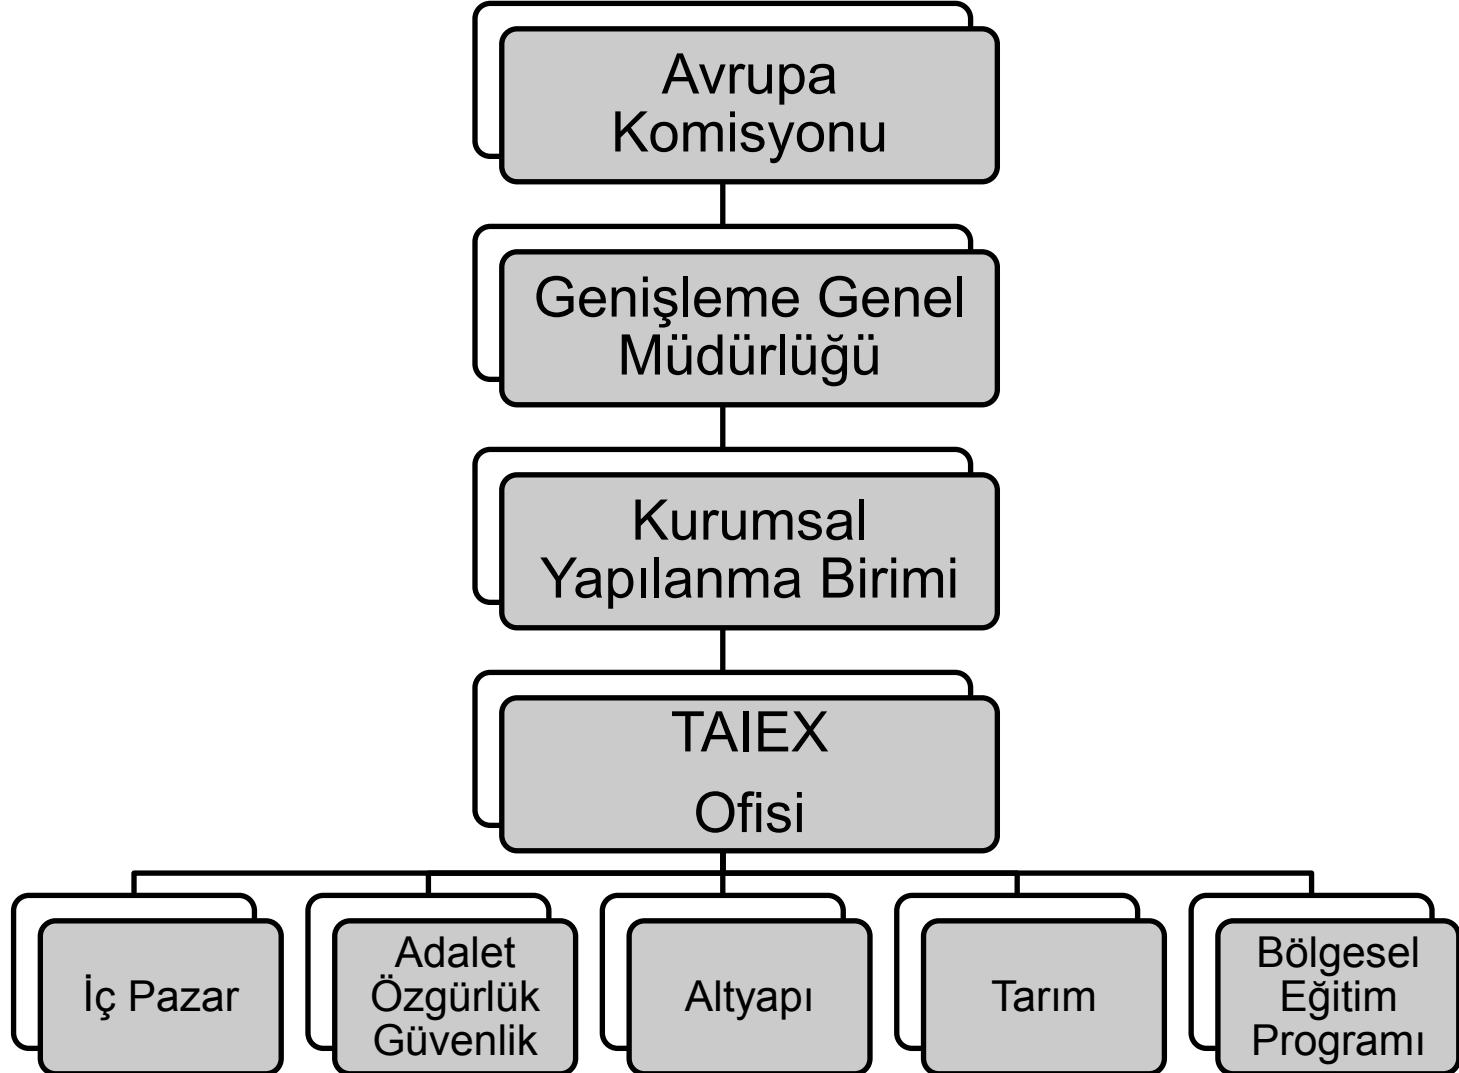 Avrupa
Komisyonu
Genişleme Genel
Müdürlüğü
Kurumsal
Yapılanma Birimi
TAIEX
Ofisi
İç Pazar
Adalet
Özgürlük
Güvenlik
Altyapı
Tarım
Bölgesel
Eğitim
Programı